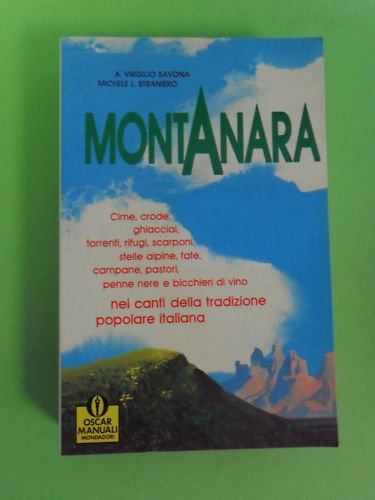 A. VIRGILIO SAVONA
MICHELE L. STRANIERO
MONTANARA
Cime, crode,
ghiacciai,
torrenti, rifugi, scarponi,
stelle alpine, fate,
campane, pastori,
penne nere e bicchieri di vino
nei canti della tradizione
popolare italiana
OSCAR
MANUALI
MONDADORI